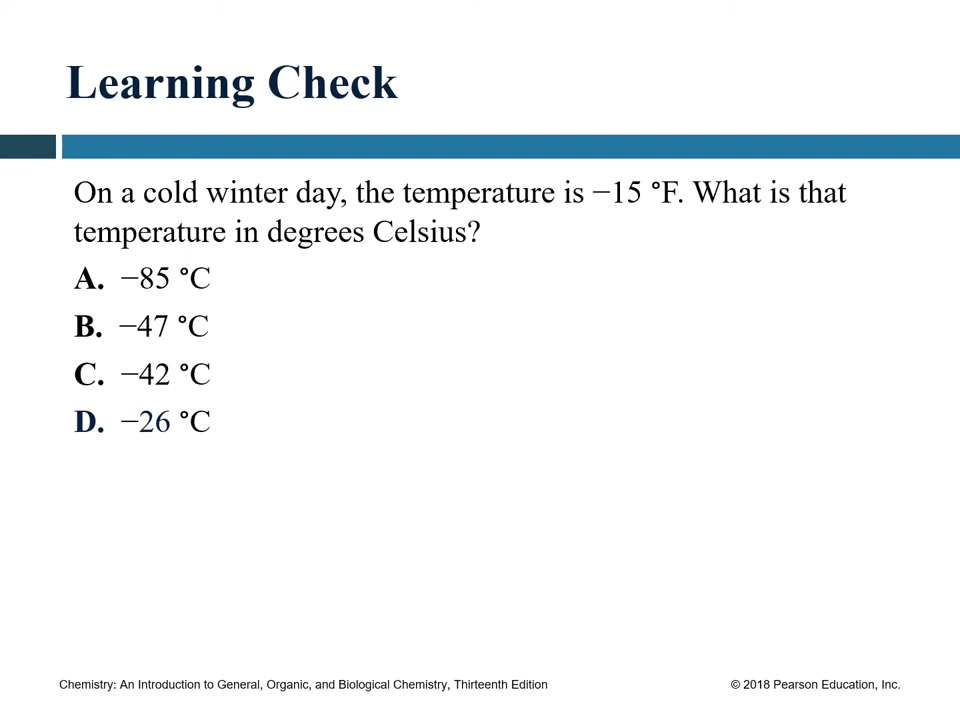 Learning Check
On a cold winter day, the temperature is −15 °F. What is that
temperature in degrees Celsius?
A. −85 °C
B. −47 °C
C. −42 °C
D. −26 °C
Chemistry: An Introduction to General, Organic, and Biological Chemistry, Thirteenth Edition
© 2018 Pearson Education, Inc.